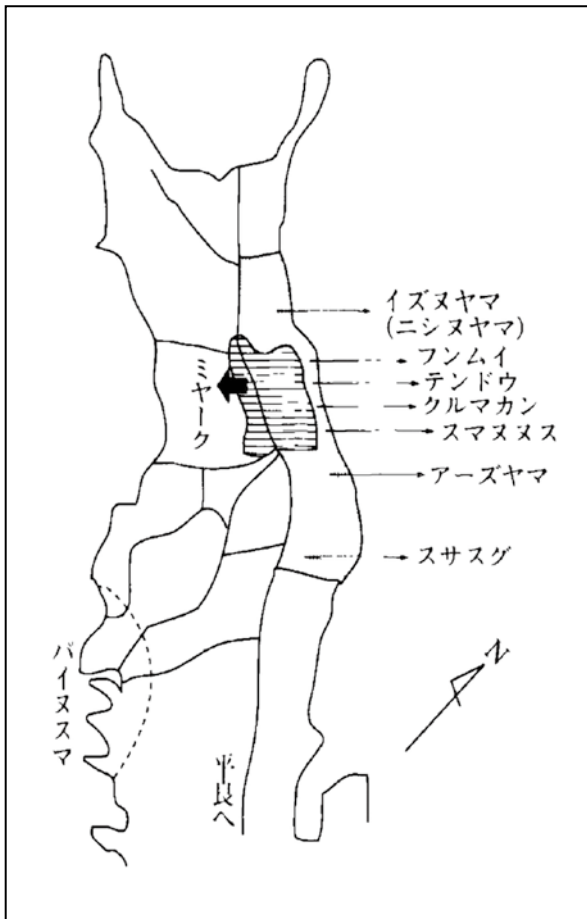 イズヌヤマ
(ニシヌヤマ)
フンムイ
テンドウ
クルマカン
スマヌヌス
アーズヤマ
スサスグ
ミヤーク
パイヌスマ
平良へ
N